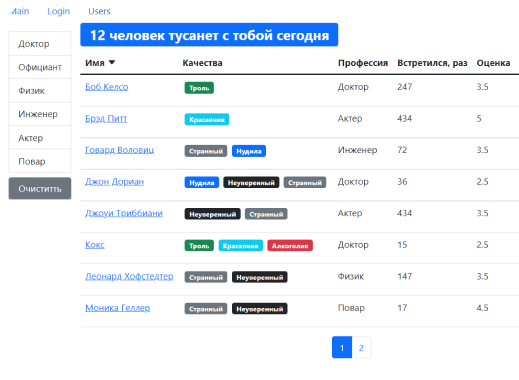 Main Login Users
12 человек тусанет с тобой сегодня
Доктор
Официант
Физик
Инженер
Актер
Повар
Очистить
Имя Качества Профессия Встретился, раз Оценка
Боб Келсо Троль Доктор 247 3.5
Брэд Питт Красавчик Актер 434 5
Говард Воловиц Странный Нудила Инженер 72 3.5
Джон Дориан Нудила Неуверенный Странный Доктор 36 2.5
Джоуи Триббиани Неуверенный Странный Актер 434 3.5
Кокс Троль Красавчик Алкоголик Доктор 15 2.5
Леонард Хофстедтер Странный Неуверенный Физик 147 3.5
Моника Геллер Странный Неуверенный Повар 17 4.5
1 2